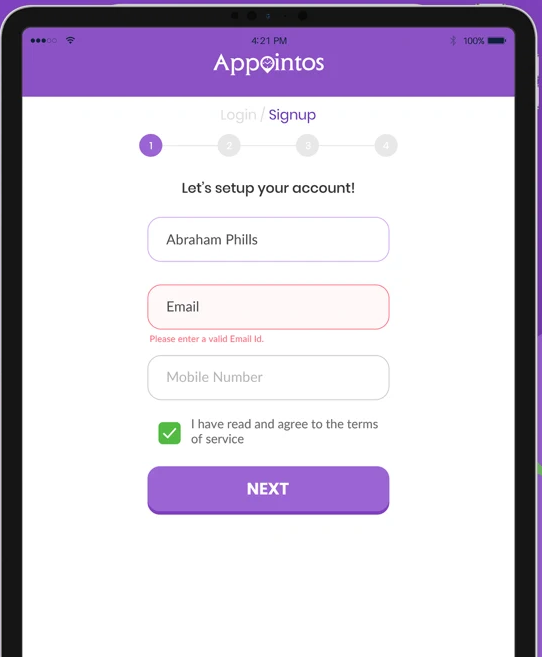 4:21 PM
100%
Appointos
Login / Signup
1 2 3 4
Let's setup your account!
Abraham Phills
Email
Please enter a valid Email Id.
Mobile Number
I have read and agree to the terms
of service
NEXT